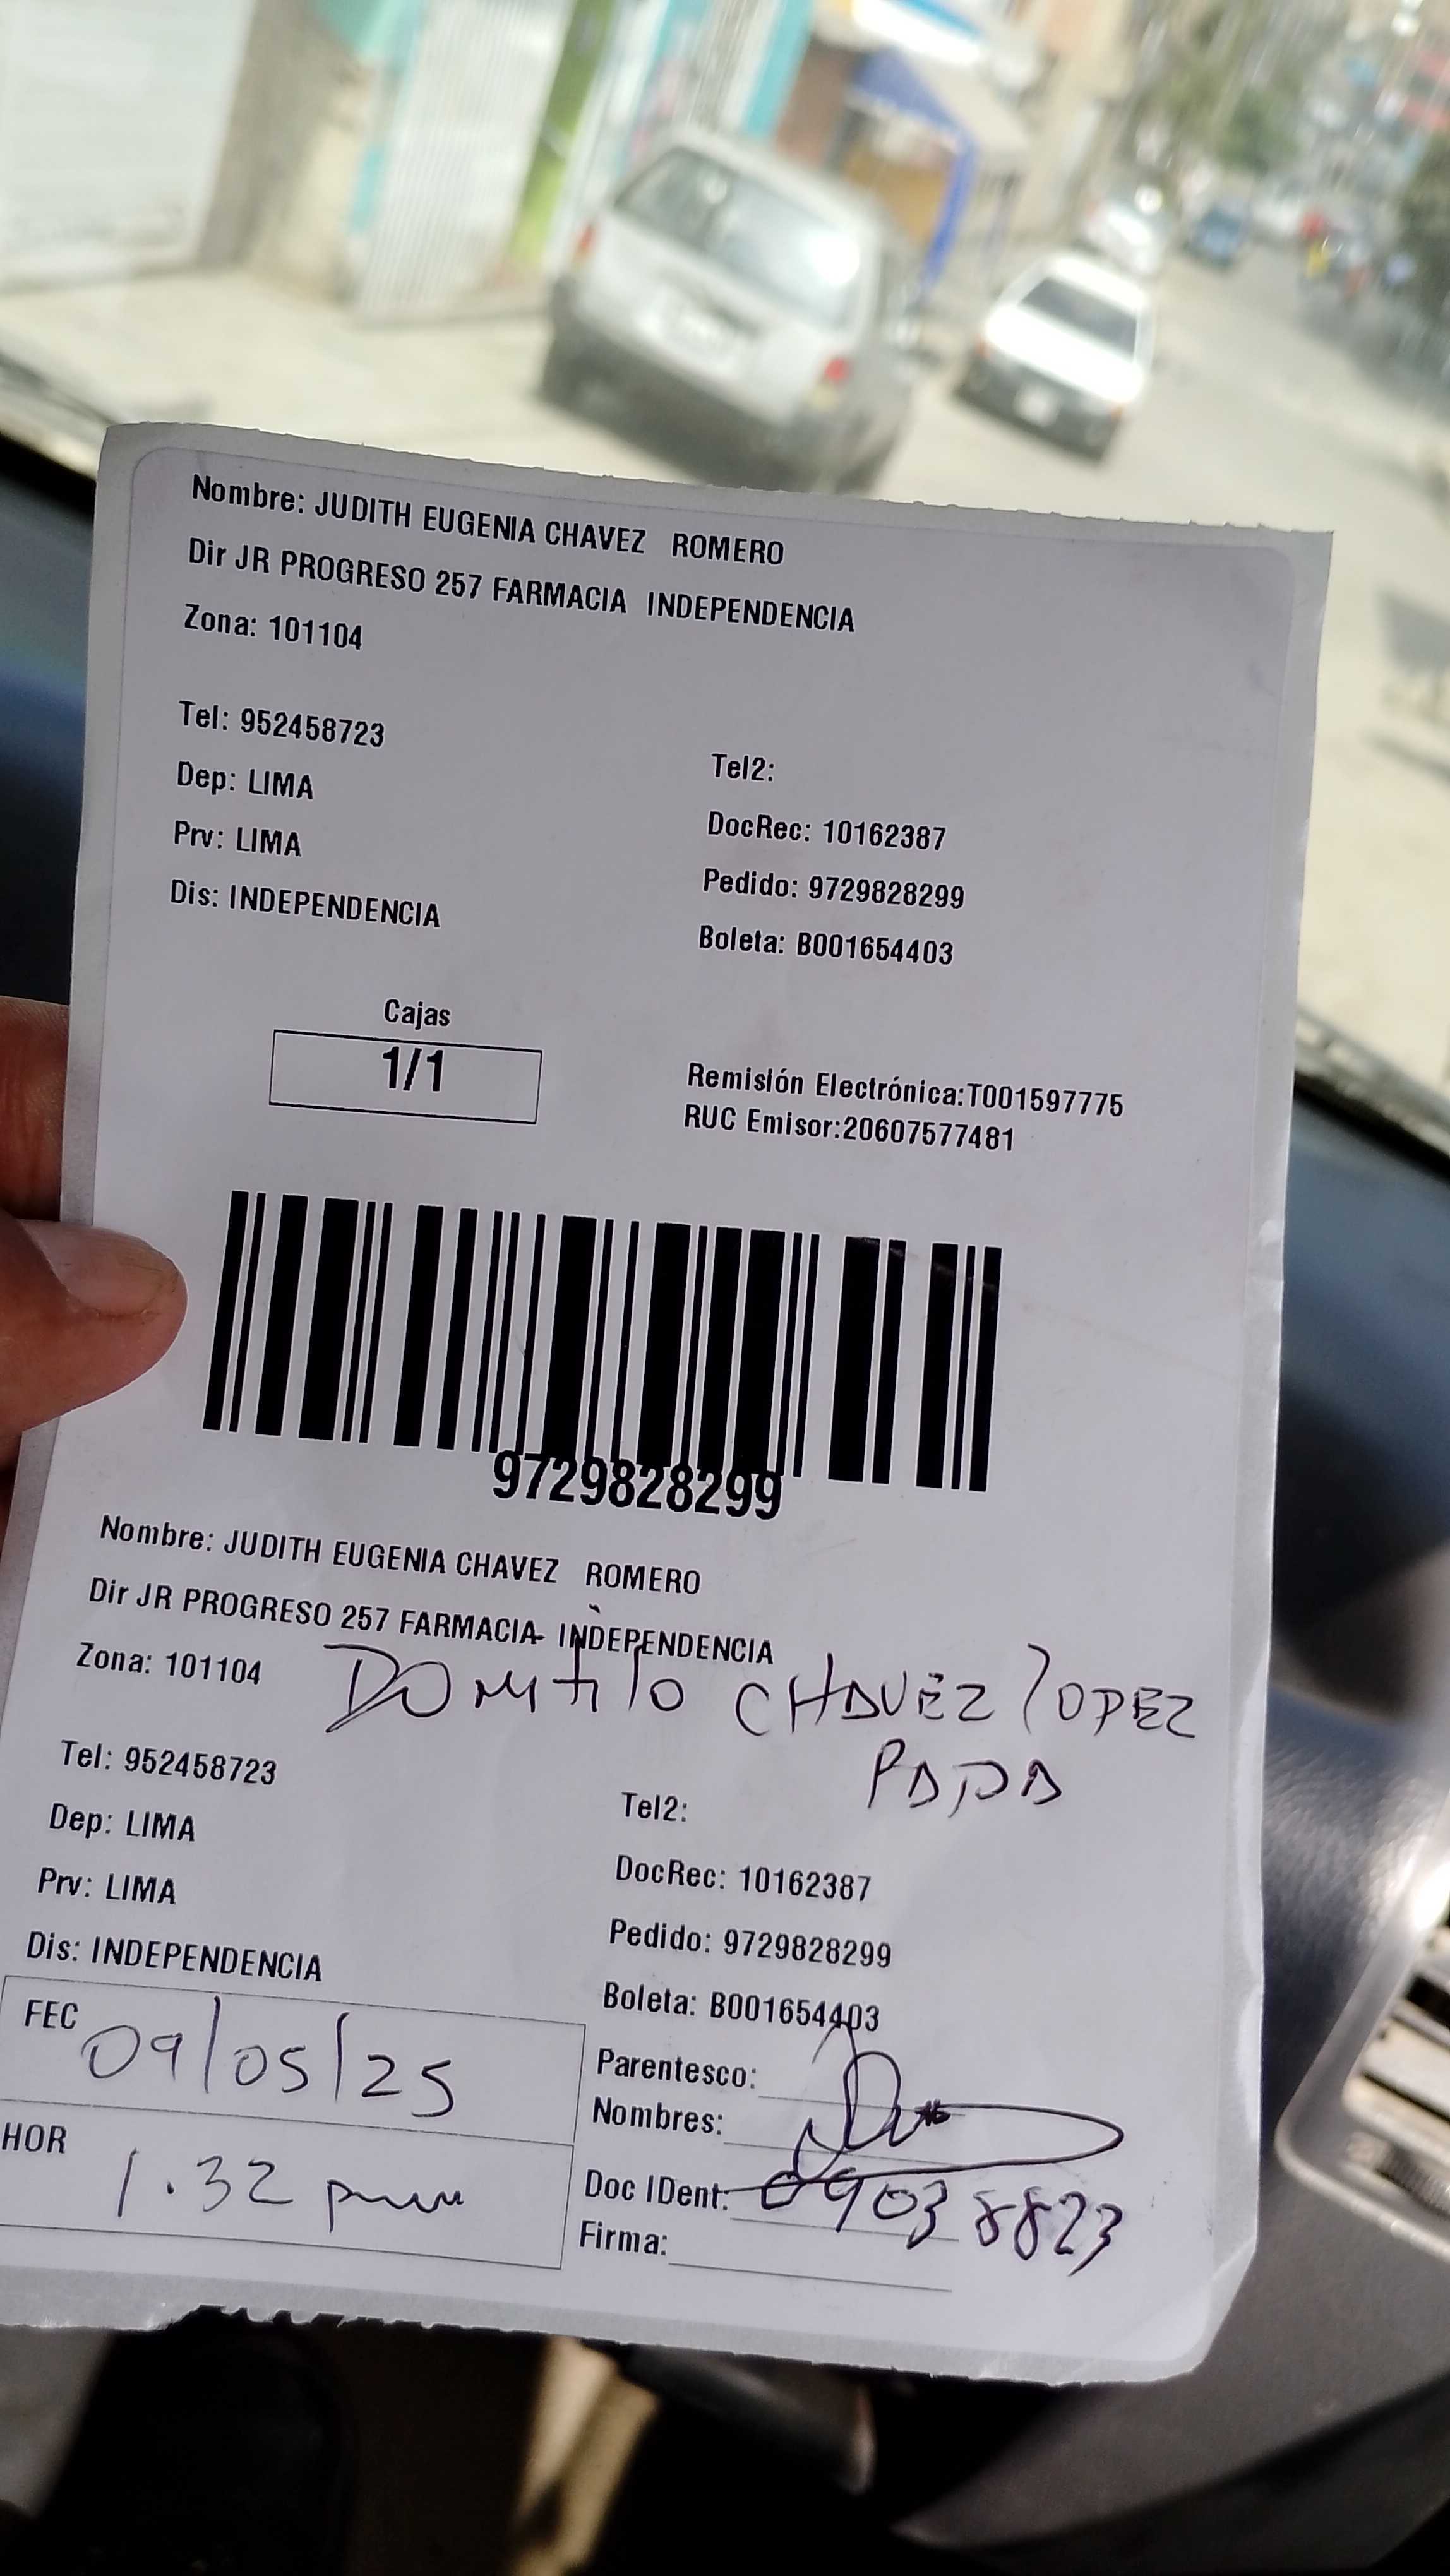 Nombre: JUDITH EUGENIA CHAVEZ ROMERO
Dir JR PROGRESO 257 FARMACIA INDEPENDENCIA
Zona: 101104
Tel: 952458723
Tel2:
Dep: LIMA
DocRec: 10162387
Prv: LIMA
Pedido: 9729828299
Dis: INDEPENDENCIA
Boleta: B001654403
Cajas
1/1
Remisión Electrónica:T001597775
RUC Emisor:20607577481
9729828299
Nombre: JUDITH EUGENIA CHAVEZ ROMERO
Dir JR PROGRESO 257 FARMACIA INDEPENDENCIA
Zona: 101104
DOMITILO CHAVEZ LOPEZ
PAPA
Tel: 952458723
Tel2:
Dep: LIMA
DocRec: 10162387
Prv: LIMA
Pedido: 9729828299
Dis: INDEPENDENCIA
Boleta: B001654403
FEC 09/05/25
Parentesco:
Nombres:
HOR 1.32 pm
Doc IDent: 09038823
Firma: